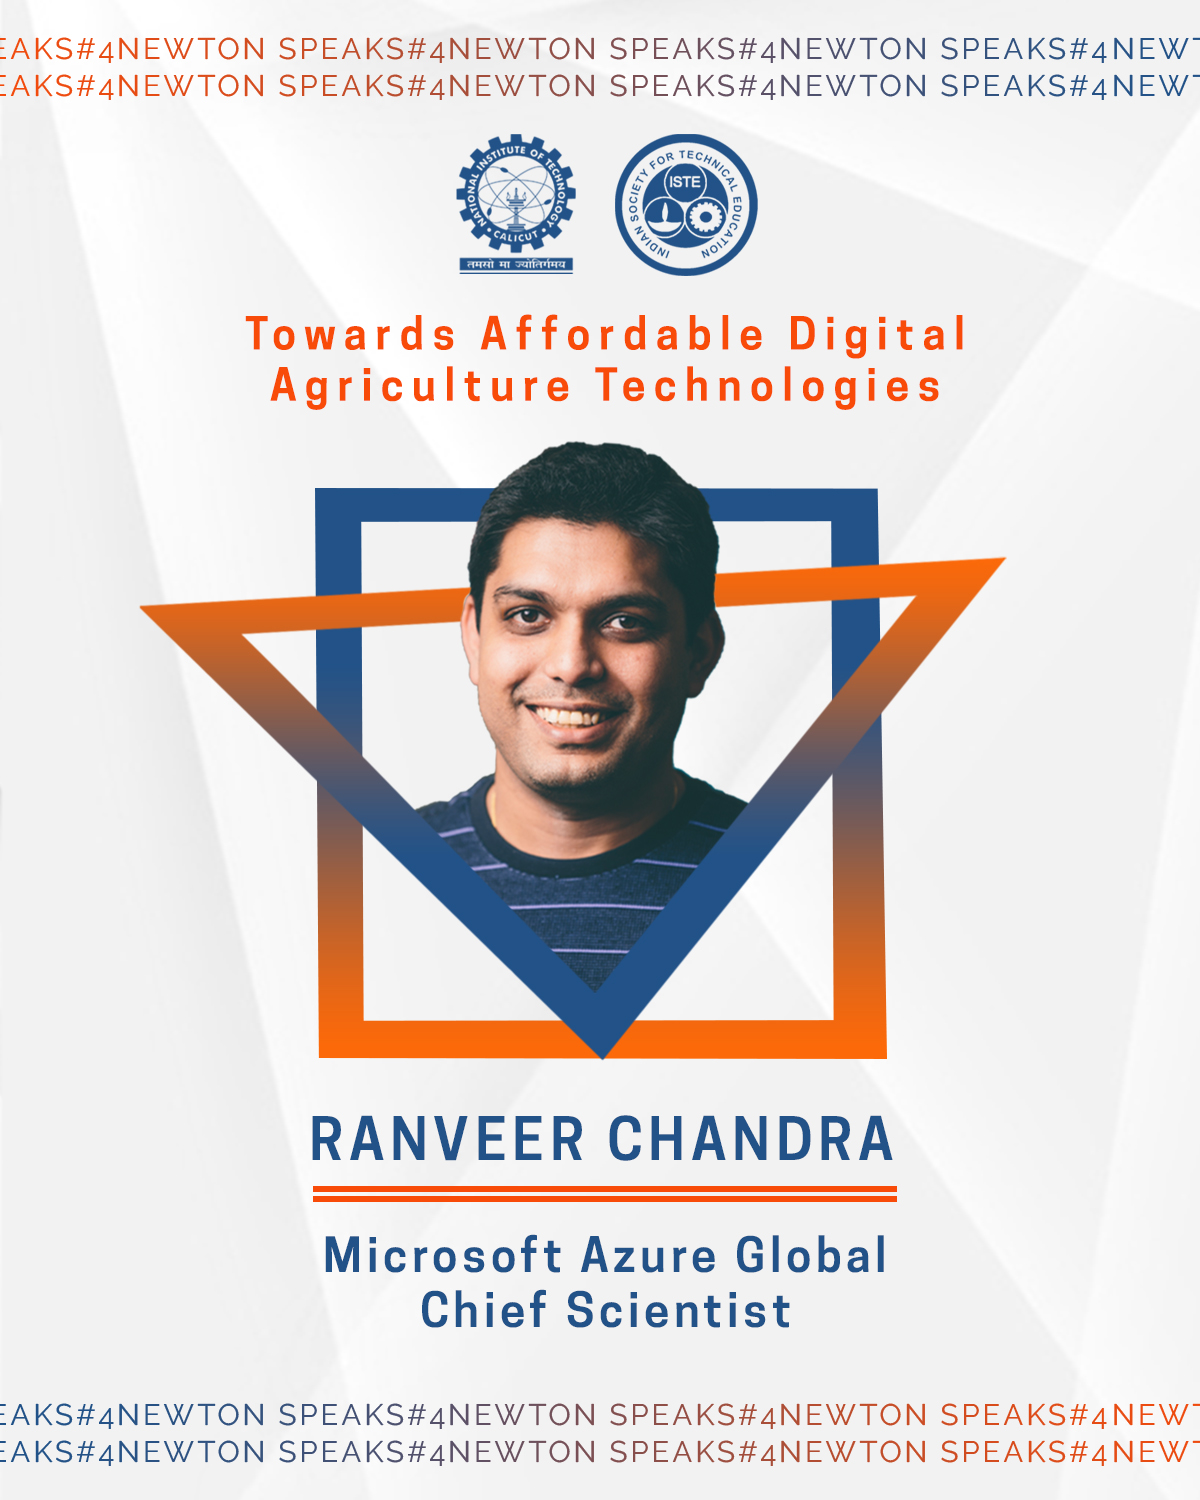 EAKS#4NEWTON SPEAKS#4NEWTON SPEAKS#4NEWTON SPEAKS#4NEWT
EAKS#4NEWTON SPEAKS#4NEWTON SPEAKS#4NEWTON SPEAKS#4NEWT
NATIONAL INSTITUTE OF TECHNOLOGY
CALICUT
तमसो मा ज्योतिर्गमय
INDIAN SOCIETY FOR TECHNICAL EDUCATION
ISTE
Towards Affordable Digital
Agriculture Technologies
RANVEER CHANDRA
Microsoft Azure Global
Chief Scientist
EAKS#4NEWTON SPEAKS#4NEWTON SPEAKS#4NEWTON SPEAKS#4NEWT
EAKS#4NEWTON SPEAKS#4NEWTON SPEAKS#4NEWTON SPEAKS#4NEWT